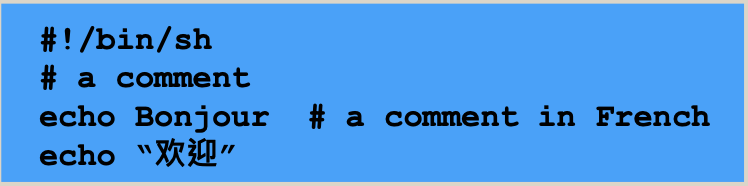 #!/bin/sh
# a comment
echo Bonjour  # a comment in French
echo “欢迎”